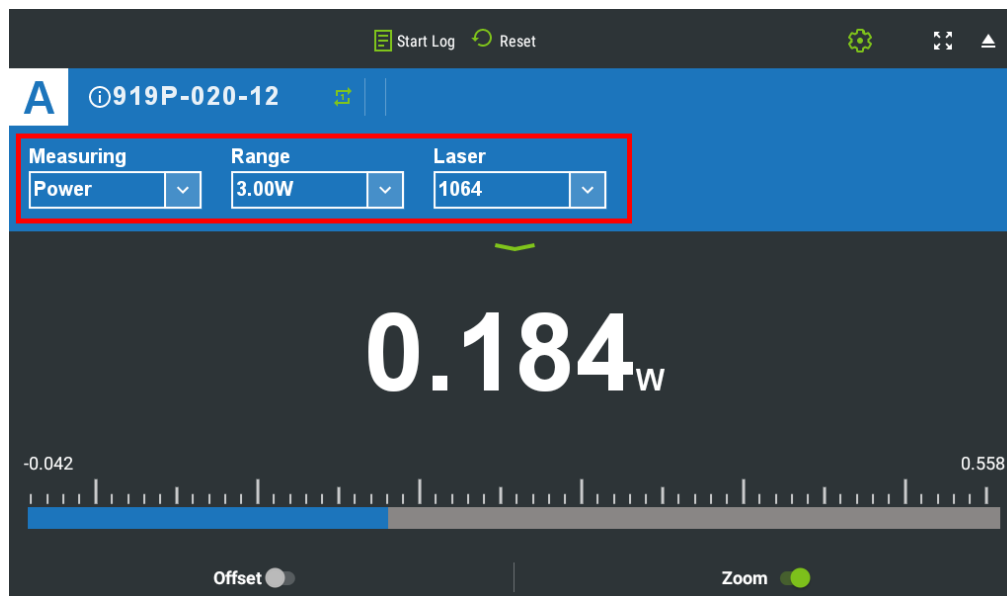 Start Log Reset
A 919P-020-12
Measuring Range Laser
Power 3.00W 1064
0.184W
-0.042 0.558
Offset Zoom